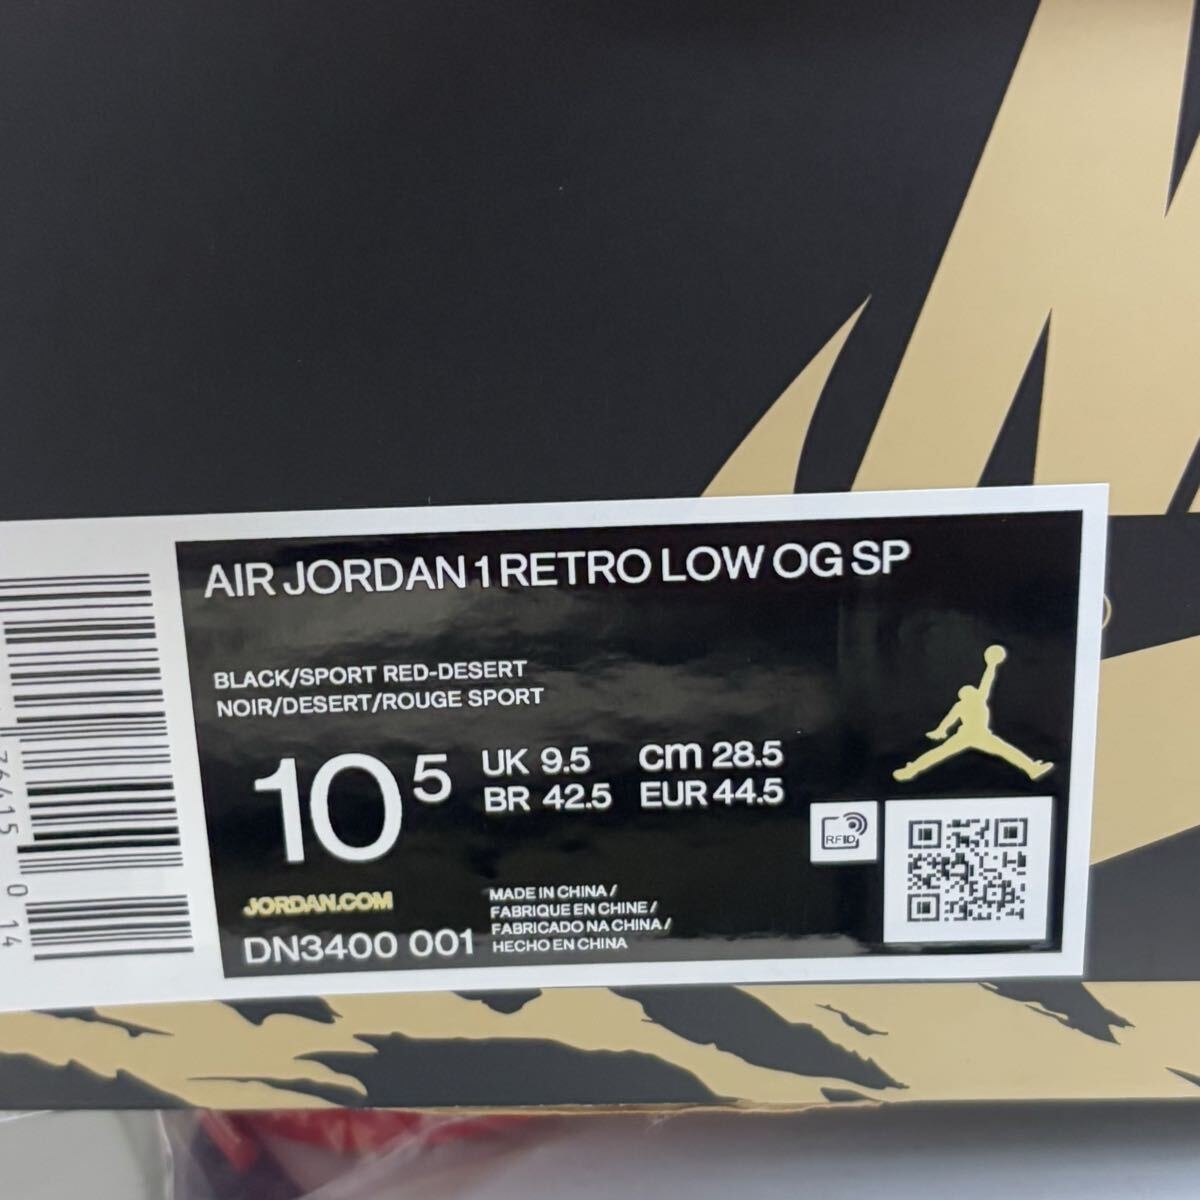 AIR JORDAN 1 RETRO LOW OG SP
BLACK/SPORT RED-DESERT
NOIR/DESERT/ROUGE SPORT
10 5
UK 9.5 cm 28.5
BR 42.5 EUR 44.5
RFID
JORDAN.COM
DN3400 001
MADE IN CHINA /
FABRIQUE EN CHINE /
FABRICADO NA CHINA /
HECHO EN CHINA
0 14